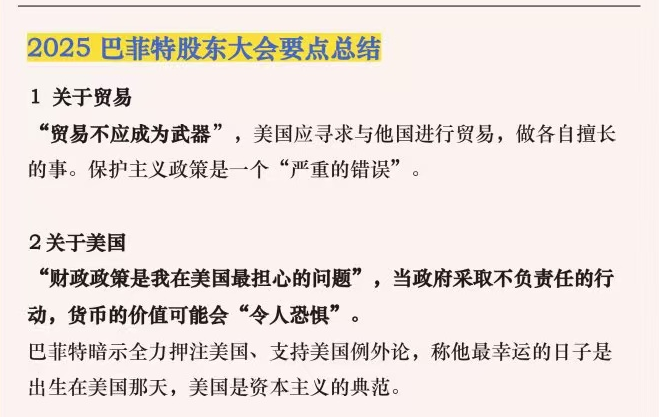 2025 巴菲特股东大会要点总结
1 关于贸易
“贸易不应成为武器”，美国应寻求与他国进行贸易，做各自擅长
的事。保护主义政策是一个“严重的错误”。
2关于美国
“财政政策是我在美国最担心的问题”，当政府采取不负责任的行
动，货币的价值可能会“令人恐惧”。
巴菲特暗示全力押注美国、支持美国例外论，称他最幸运的日子是
出生在美国那天，美国是资本主义的典范。